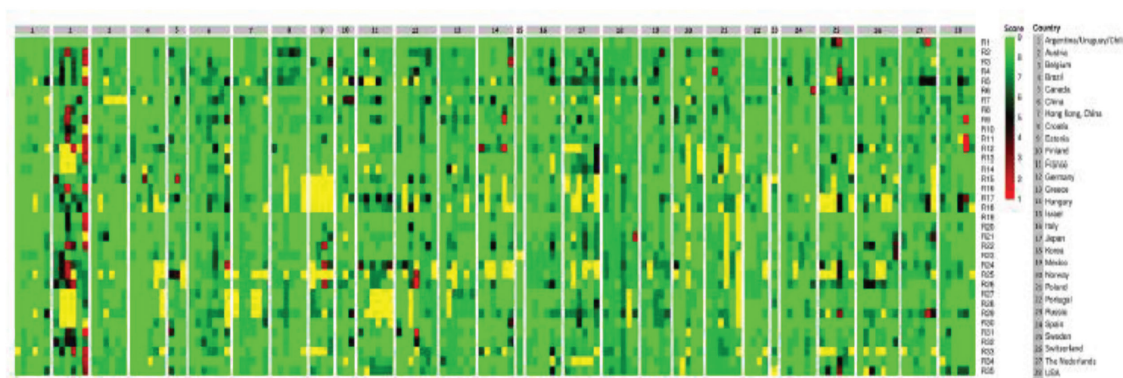 1 2 3 4 5 6 7 8 9 10 11 12 13 14 15 16 17 18 19 20 21 22 23 24 25 26 27
Score
9
8
7
6
5
4
3
2
1
R1
R2
R3
R4
R5
R6
R7
R8
R9
R10
R11
R12
R13
R14
R15
R16
R17
R18
R19
R20
R21
R22
R23
R24
R25
R26
R27
R28
R29
R30
R31
R32
R33
R34
R35
Country
1 Argentina/Uruguay/Chile
2 Austria
3 Belgium
4 Brazil
5 Canada
6 China
7 Hong Kong, China
8 Croatia
9 Estonia
10 Finland
11 France
12 Germany
13 Greece
14 Hungary
15 Israel
16 Italy
17 Japan
18 Korea
19 Mexico
20 Norway
21 Poland
22 Portugal
23 Russia
24 Spain
25 Sweden
26 Switzerland
27 The Nederlands
28 USA